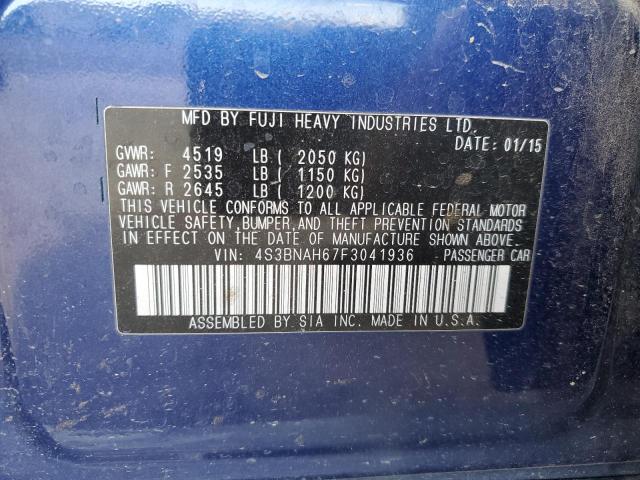 MFD BY FUJI HEAVY INDUSTRIES LTD.
DATE: 01/15
GVWR: 4519 LB ( 2050 KG)
GAWR: F 2535 LB ( 1150 KG)
GAWR: R 2645 LB ( 1200 KG)
THIS VEHICLE CONFORMS TO ALL APPLICABLE FEDERAL MOTOR
VEHICLE SAFETY, BUMPER, AND THEFT PREVENTION STANDARDS
IN EFFECT ON THE DATE OF MANUFACTURE SHOWN ABOVE.
VIN: 4S3BNAH67F3041936 PASSENGER CAR
ASSEMBLED BY SIA INC. MADE IN U.S.A.